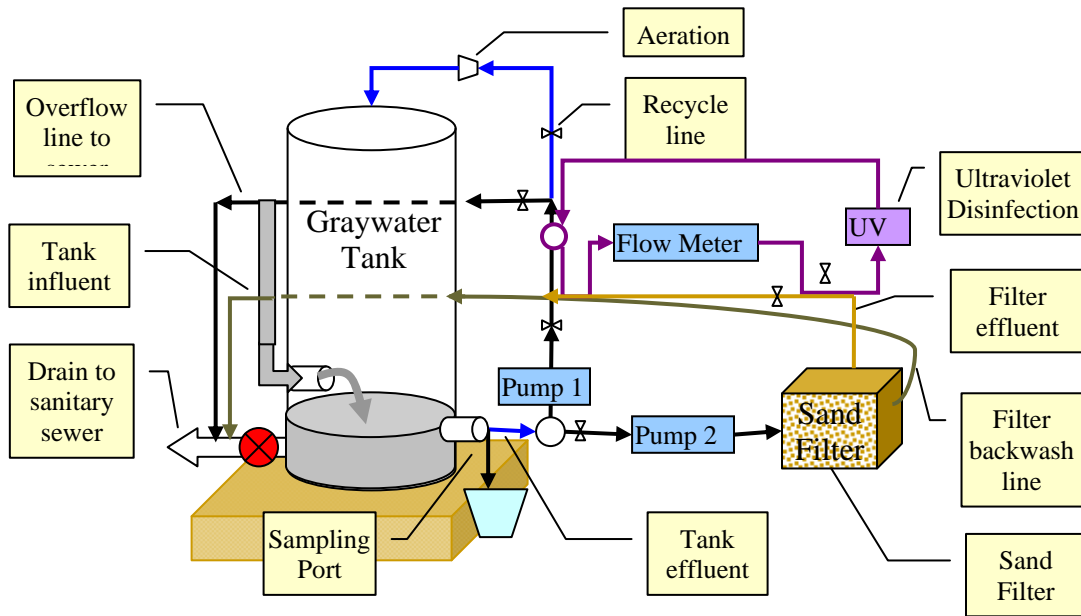 Aeration
Overflow
line to
Recycle
line
Ultraviolet
Disinfection
Graywater
Tank
UV
Flow Meter
Tank
influent
Filter
effluent
Drain to
sanitary
sewer
Pump 1
Pump 2
Sand
Filter
Filter
backwash
line
Sampling
Port
Tank
effluent
Sand
Filter